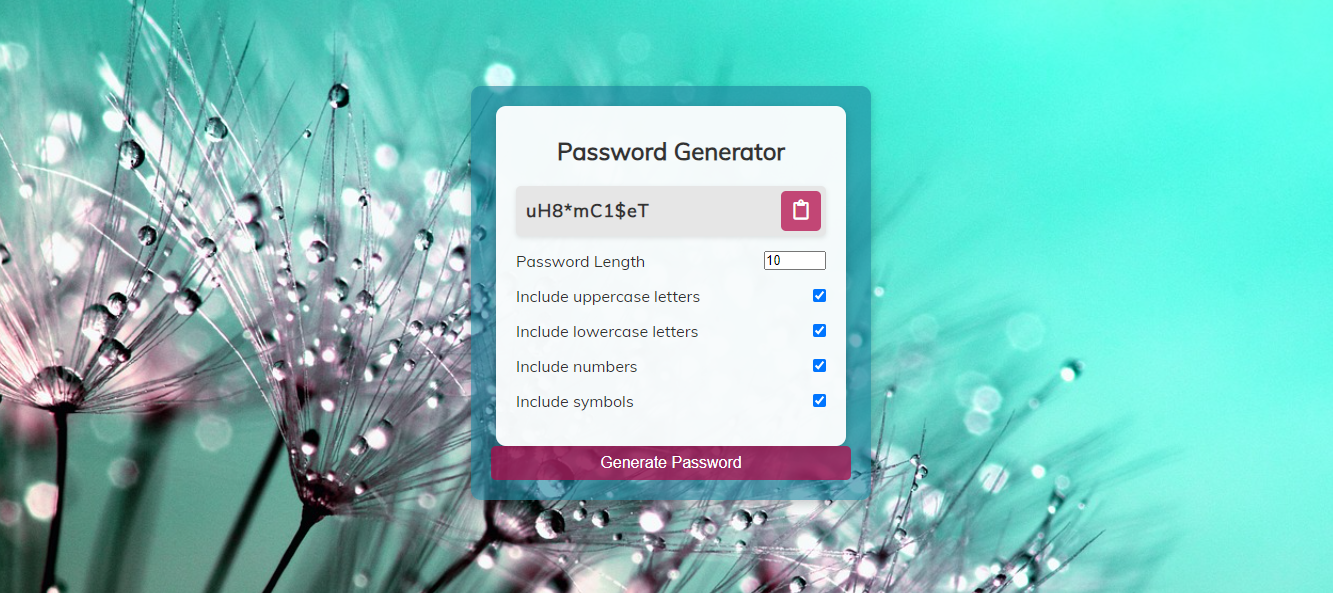 Password Generator
uH8*mC1$eT
Password Length 10
Include uppercase letters
Include lowercase letters
Include numbers
Include symbols
Generate Password